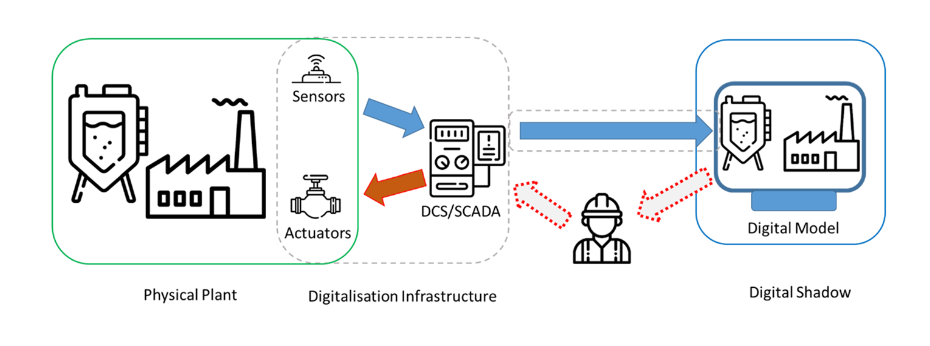 Sensors
Actuators
DCS/SCADA
Digital Model
Physical Plant
Digitalisation Infrastructure
Digital Shadow